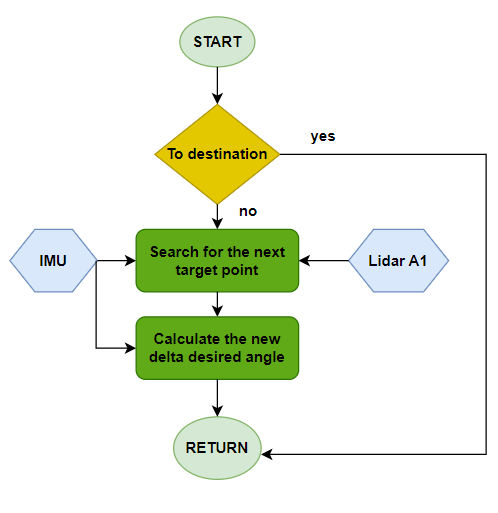 START
yes
To destination
no
IMU
Search for the next
target point
Lidar A1
Calculate the new
delta desired angle
RETURN